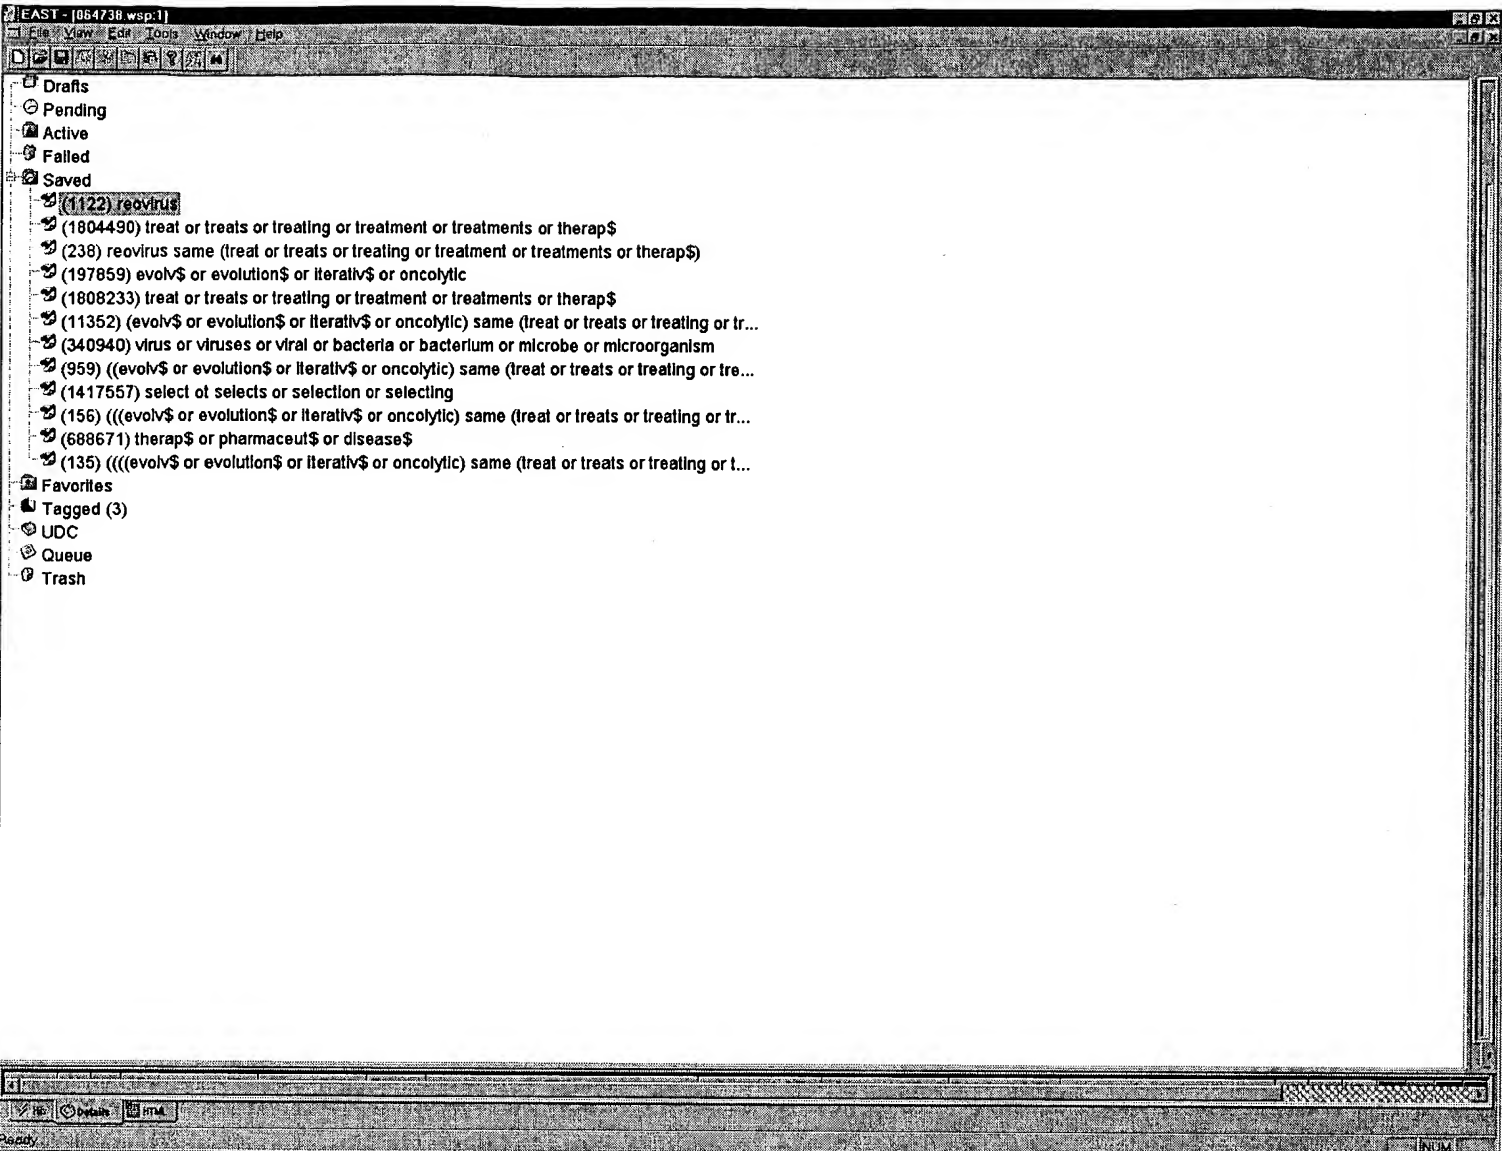 EAST - [064738.wsp:1]
File View Edit Tools Window Help
Drafts
Pending
Active
Failed
Saved
(1122) reovirus
(1804490) treat or treats or treating or treatment or treatments or therap$
(238) reovirus same (treat or treats or treating or treatment or treatments or therap$)
(197859) evolv$ or evolution$ or iterativ$ or oncolytic
(1808233) treat or treats or treating or treatment or treatments or therap$
(11352) (evolv$ or evolution$ or iterativ$ or oncolytic) same (treat or treats or treating or tr...
(340940) virus or viruses or viral or bacteria or bacterium or microbe or microorganism
(959) ((evolv$ or evolution$ or iterativ$ or oncolytic) same (treat or treats or treating or tre...
(1417557) select ot selects or selection or selecting
(156) (((evolv$ or evolution$ or iterativ$ or oncolytic) same (treat or treats or treating or tr...
(688671) therap$ or pharmaceut$ or disease$
(135) ((((evolv$ or evolution$ or iterativ$ or oncolytic) same (treat or treats or treating or t...
Favorites
Tagged (3)
UDC
Queue
Trash
Details HTML
Ready
NUM